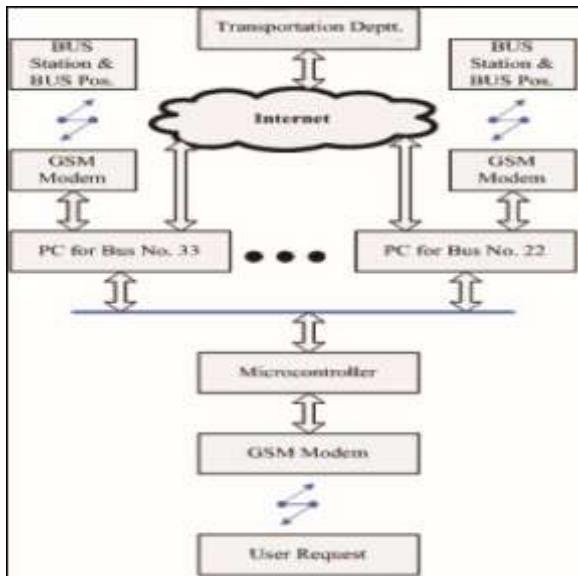 Transportation Deptt.
BUS
Station &
BUS Pos.
BUS
Station &
BUS Pos.
Internet
GSM
Modem
GSM
Modem
PC for Bus No. 33
PC for Bus No. 22
Microcontroller
GSM Modem
User Request